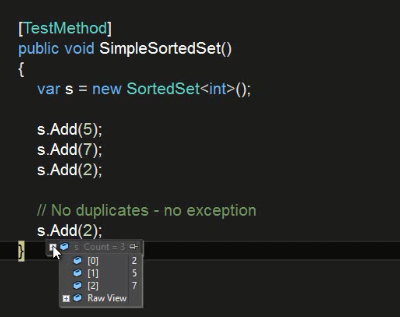 [TestMethod]
public void SimpleSortedSet()
{
var s = new SortedSet<int>();
s.Add(5);
s.Add(7);
s.Add(2);
// No duplicates - no exception
s.Add(2);
}
s Count = 3
[0] 2
[1] 5
[2] 7
Raw View